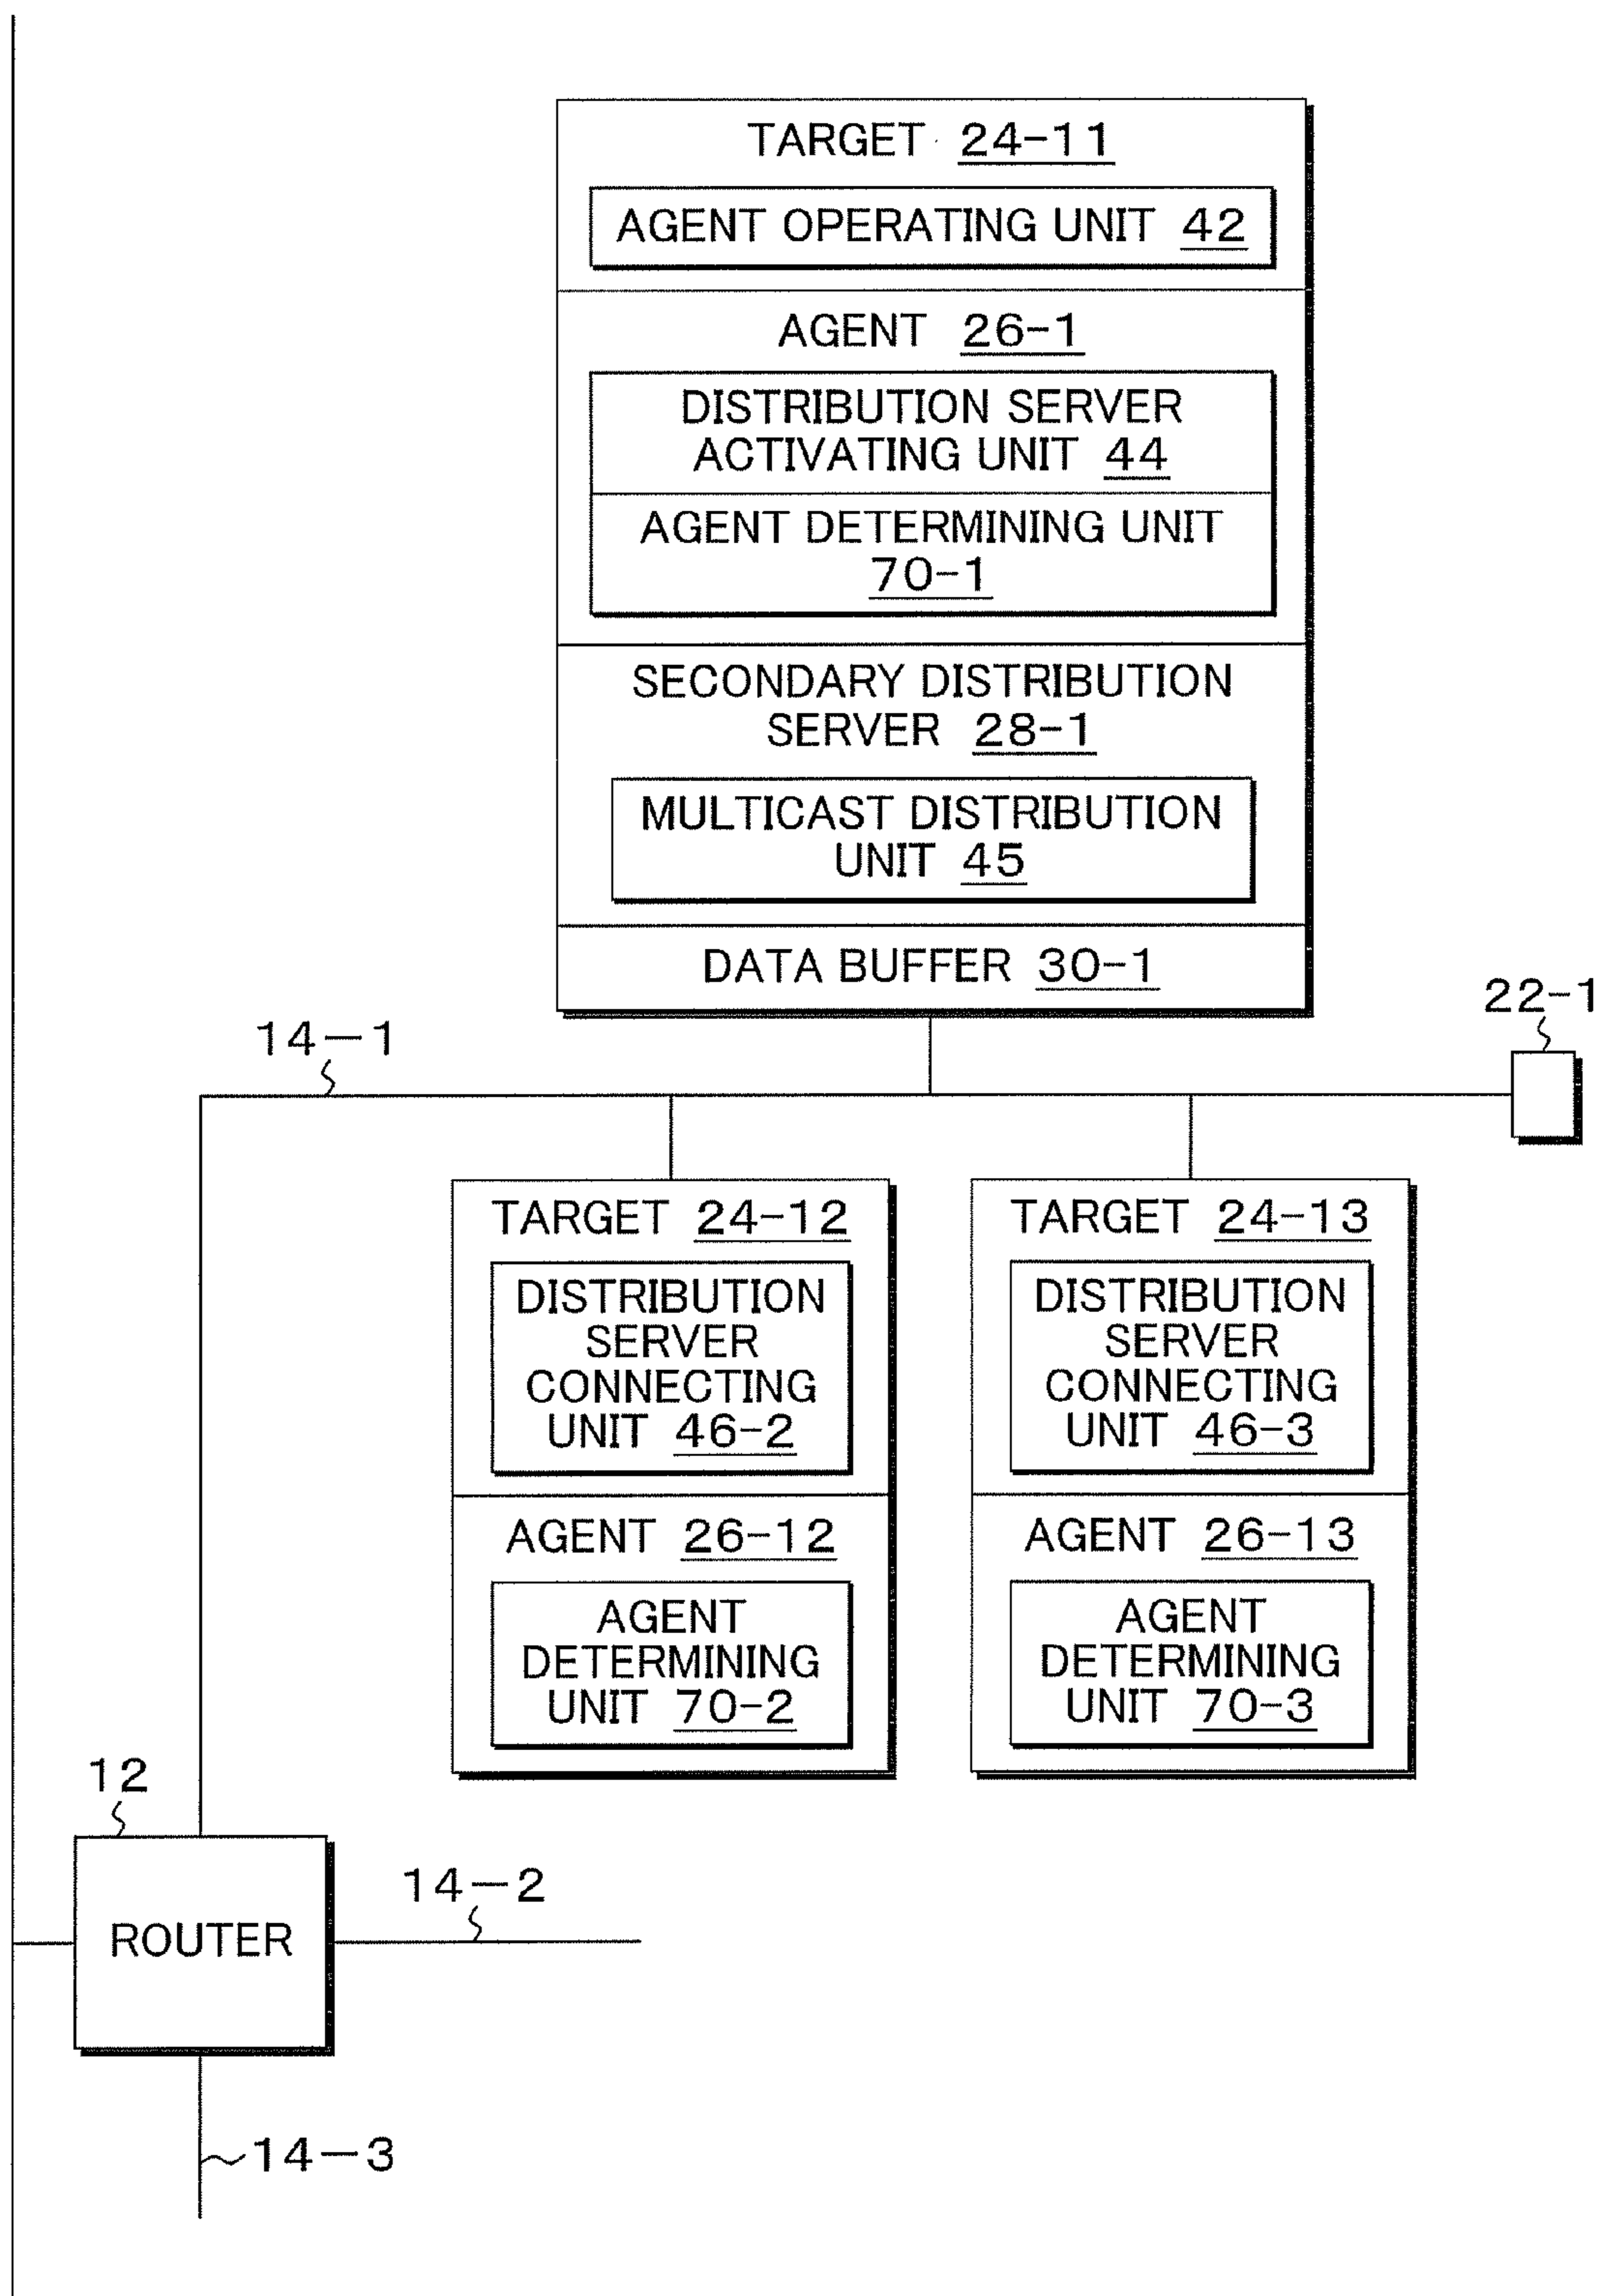 TARGET 24-11
AGENT OPERATING UNIT 42
AGENT 26-1
DISTRIBUTION SERVER
ACTIVATING UNIT 44
AGENT DETERMINING UNIT
70-1
SECONDARY DISTRIBUTION
SERVER 28-1
MULTICAST DISTRIBUTION
UNIT 45
DATA BUFFER 30-1
22-1
14-1
TARGET 24-12
DISTRIBUTION
SERVER
CONNECTING
UNIT 46-2
AGENT 26-12
AGENT
DETERMINING
UNIT 70-2
TARGET 24-13
DISTRIBUTION
SERVER
CONNECTING
UNIT 46-3
AGENT 26-13
AGENT
DETERMINING
UNIT 70-3
12
ROUTER
14-2
14-3